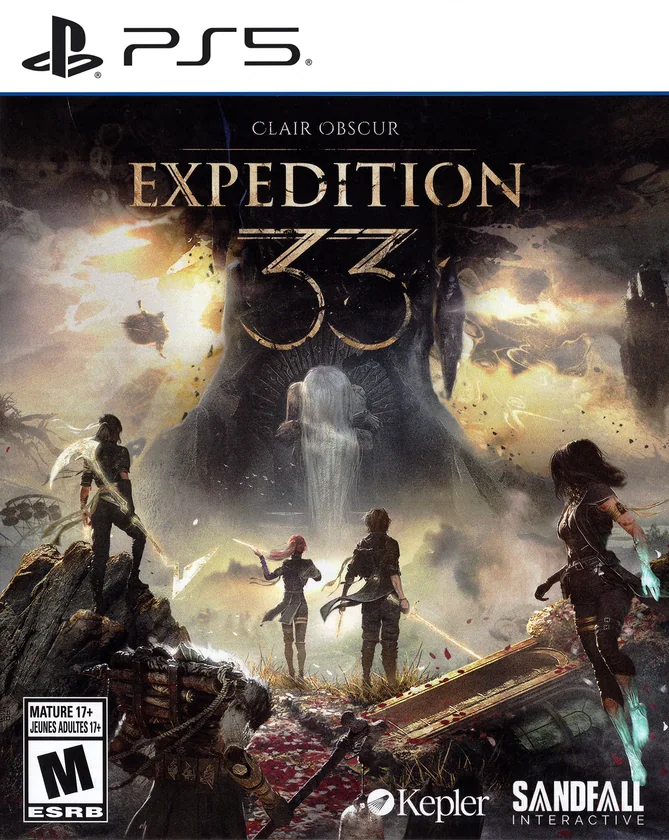 PS5
CLAIR OBSCUR
EXPEDITION
33
MATURE 17+
JEUNES ADULTES 17+
M
ESRB
Kepler
SANDFALL
INTERACTIVE